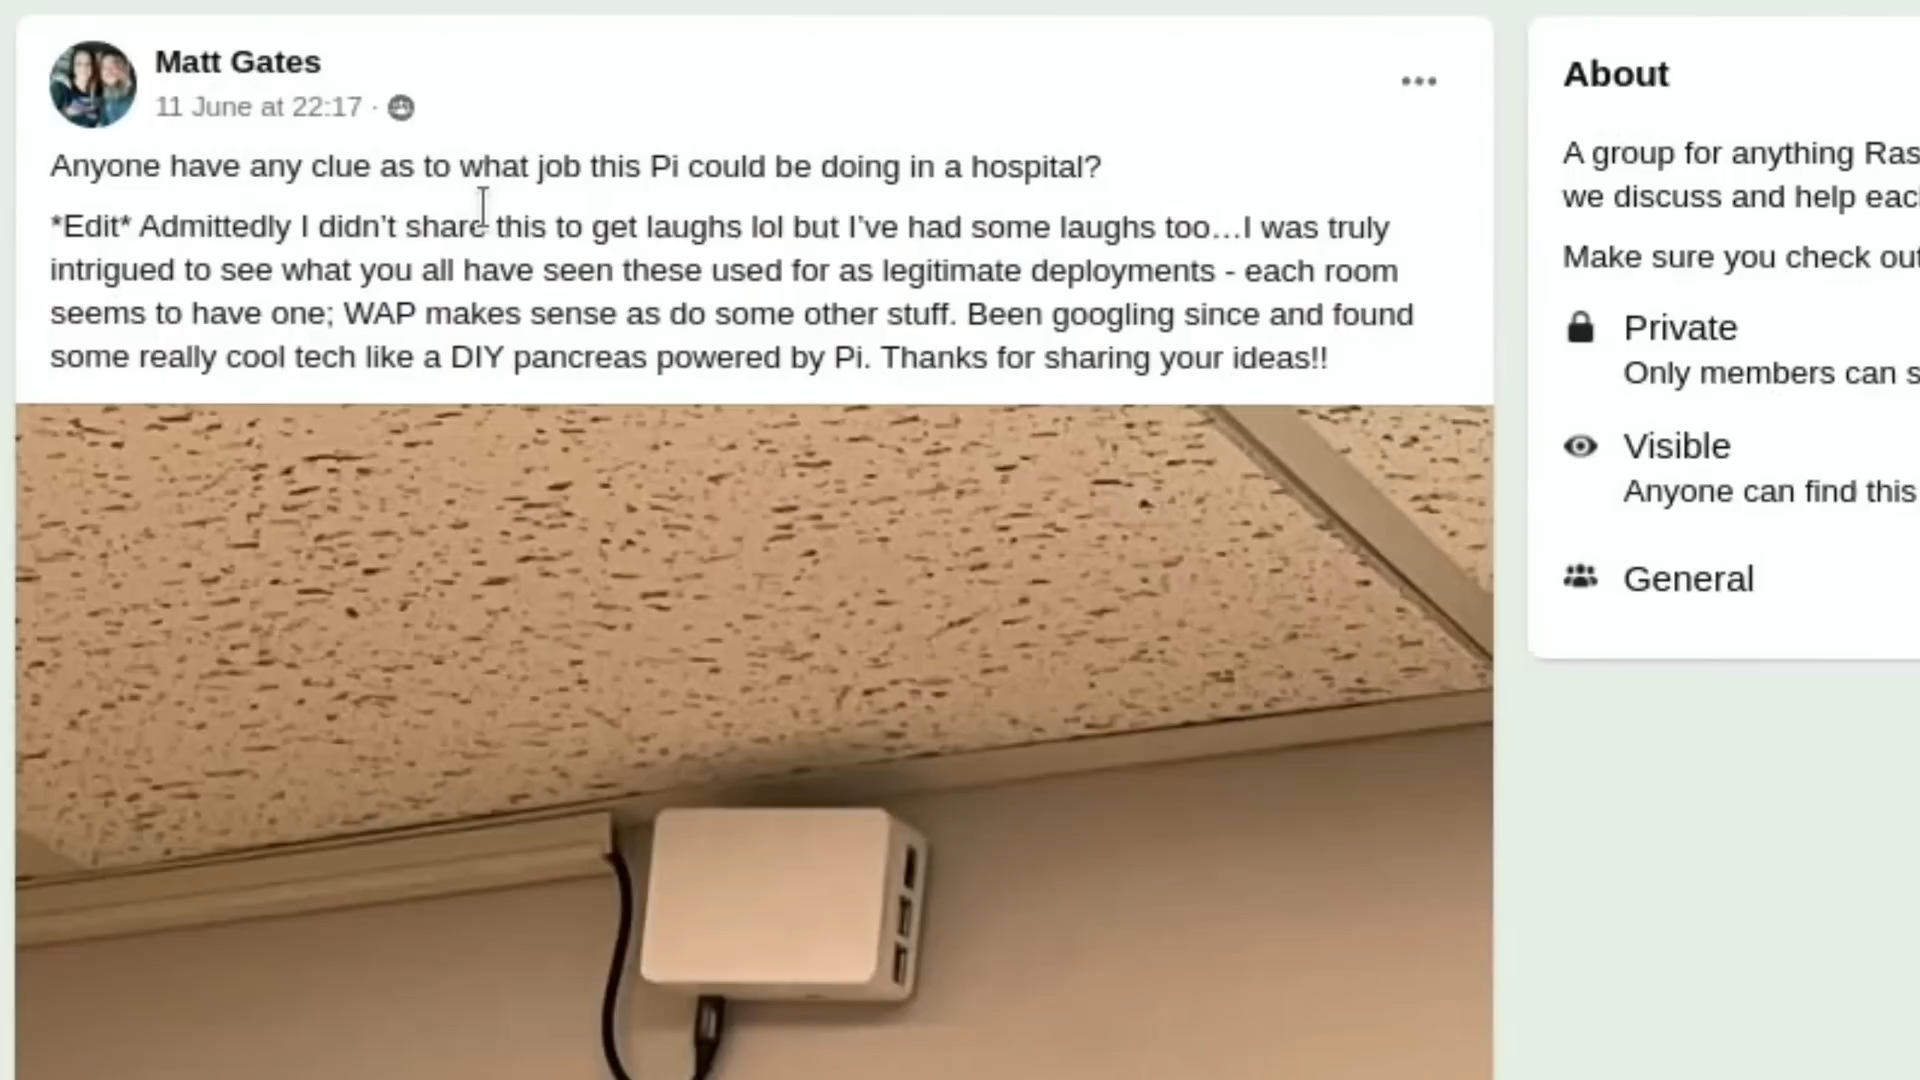 Matt Gates
11 June at 22:17 ·
Anyone have any clue as to what job this Pi could be doing in a hospital?
*Edit* Admittedly I didn’t share this to get laughs lol but I’ve had some laughs too…I was truly
intrigued to see what you all have seen these used for as legitimate deployments - each room
seems to have one; WAP makes sense as do some other stuff. Been googling since and found
some really cool tech like a DIY pancreas powered by Pi. Thanks for sharing your ideas!!
About
A group for anything Ras
we discuss and help eac
Make sure you check out
Private
Only members can s
Visible
Anyone can find this
General